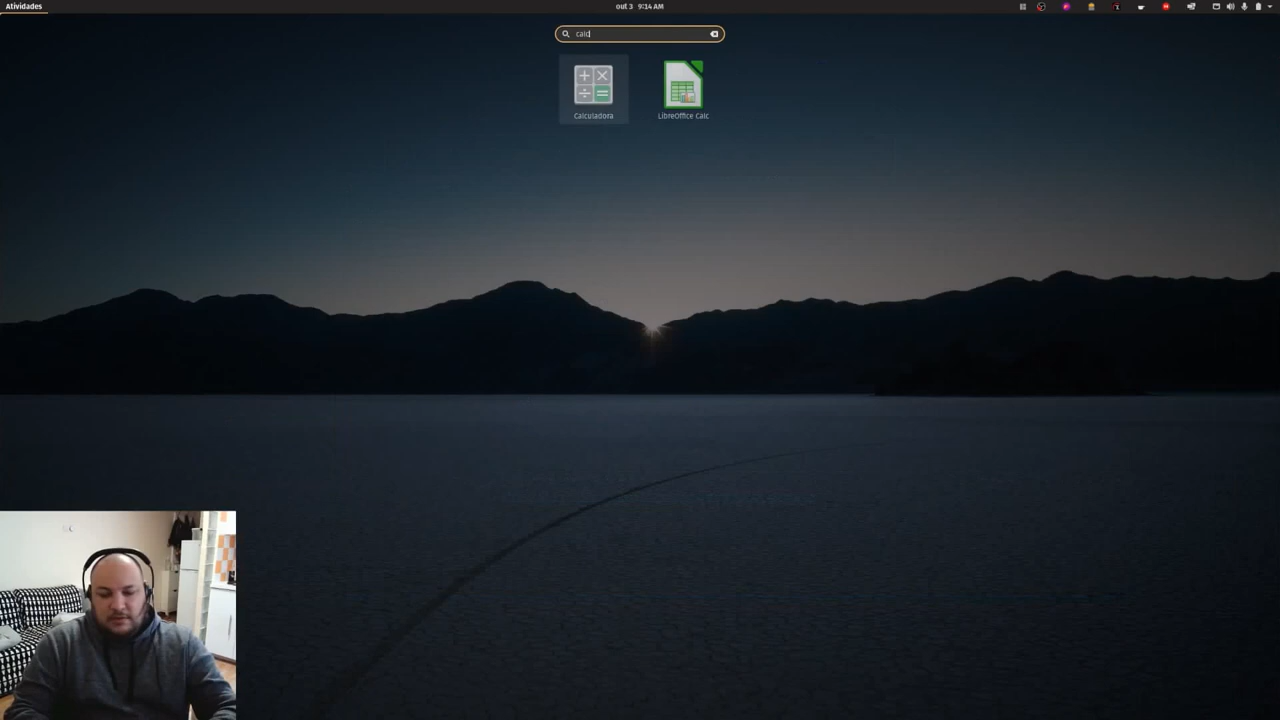 Atividades
out 3 9:14 AM
calc
Calculadora
LibreOffice Calc